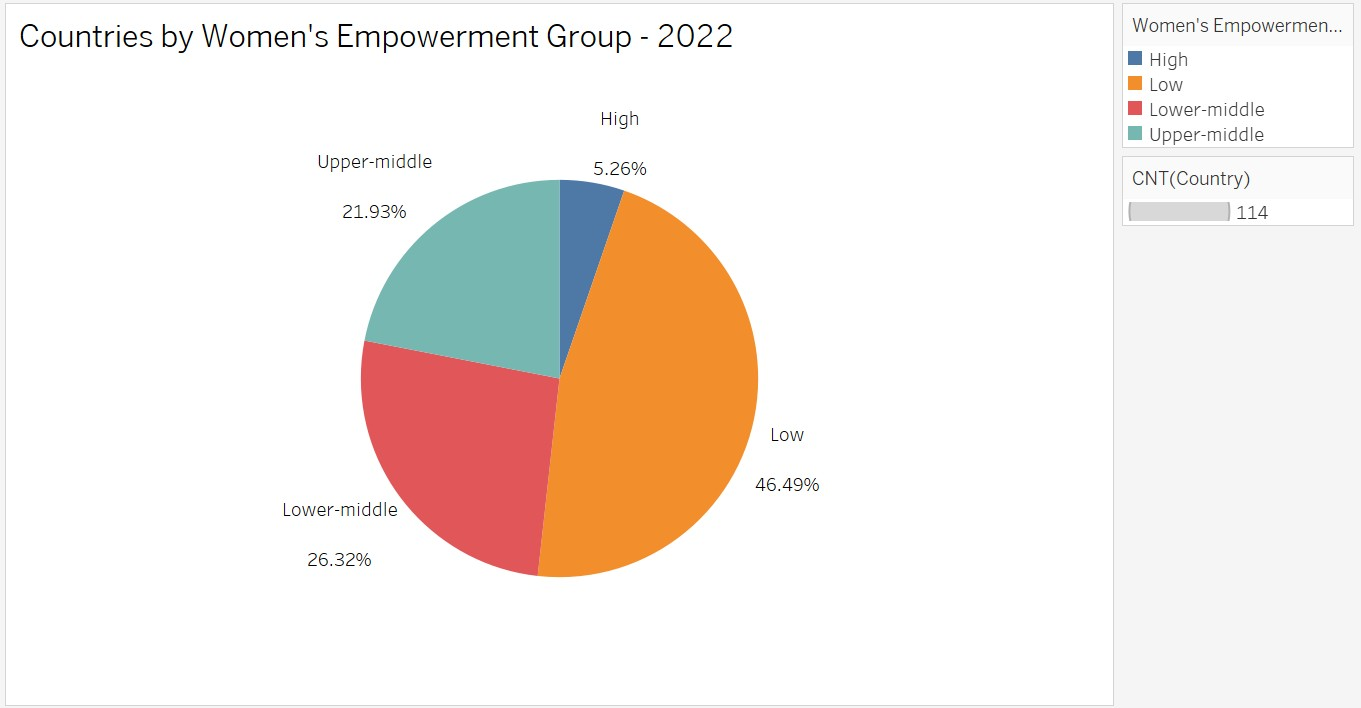 Countries by Women's Empowerment Group - 2022
High
5.26%
Upper-middle
21.93%
Low
46.49%
Lower-middle
26.32%
Women's Empowermen...
High
Low
Lower-middle
Upper-middle
CNT(Country)
114